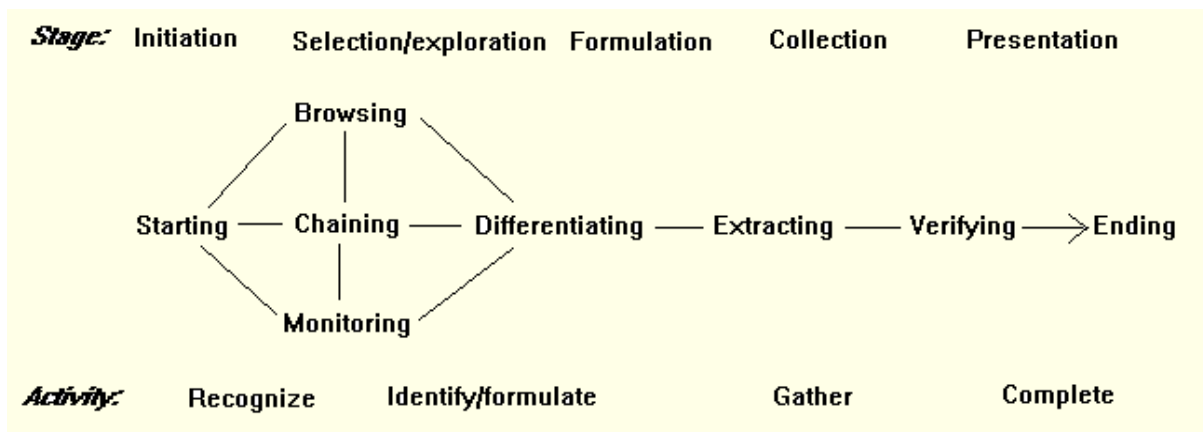 Stage: Initiation Selection/exploration Formulation Collection Presentation
Browsing
Starting Chaining Differentiating Extracting Verifying Ending
Monitoring
Activity: Recognize Identify/formulate Gather Complete